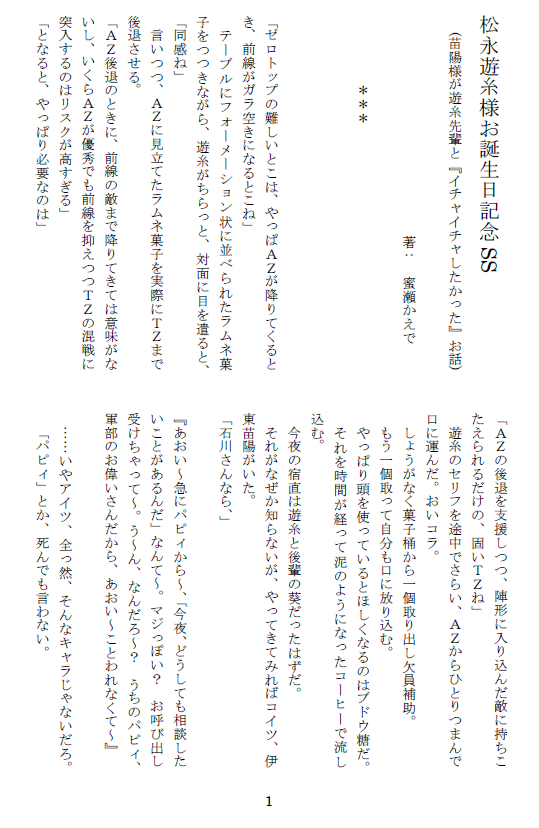 松永遊糸様お誕生日記念SS
(苗陽様が遊糸先輩と『イチャイチャしたかった』お話)
著： 蜜瀬かえで
＊＊＊
「ゼロトップの難しいとこは、やっぱAZが降りてくると
き、前線がガラ空きになるとこね」
テーブルにフォーメーション状に並べられたラムネ菓
子をつつきながら、遊糸がちらっと、対面に目を遣ると、
「同感ね」
言いつつ、AZに見立てたラムネ菓子を実際にTZまで
後退させる。
「AZ後退のときに、前線の敵まで降りてきては意味がな
いし、いくらAZが優秀でも前線を抑えつつTZの混戦に
突入するのはリスクが高すぎる」
「となると、やっぱり必要なのは」
「AZの後退を支援しつつ、陣形に入り込んだ敵に持ちこ
たえられるだけの、固いTZね」
遊糸のセリフを途中でさらい、AZからひとりつまんで
口に運んだ。おいコラ。
しょうがなく菓子桶から一個取り出し欠員補助。
もう一個取って自分も口に放り込む。
やっぱり頭を使っているとほしくなるのはブドウ糖だ。
それを時間が経って泥のようになったコーヒーで流し
込む。
今夜の宿直は遊糸と後輩の葵だったはずだ。
それがなぜか知らないが、やってきてみればコイツ、伊
東苗陽がいた。
「石川さんなら、」
『あおい～急にパピィから～、「今夜、どうしても相談した
いことがあるんだ」なんて～。マジっぽい？　お呼び出し
受けちゃって～。う～ん、なんだろ～？　うちのパピィ、
軍部のお偉いさんだから、あおい～ことわれなくて～』
……いやアイツ、全っ然、そんなキャラじゃないだろ。
「パピィ」とか、死んでも言わない。
1